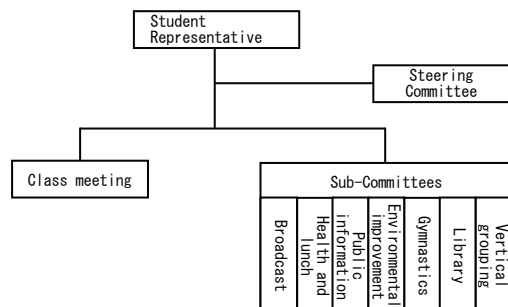 Student
Representative
Steering
Committee
Class meeting
Sub-Committees
Broadcast
Health and
lunch
Public
information
Environmental
improvement
Gymnastics
Library
Vertical
grouping